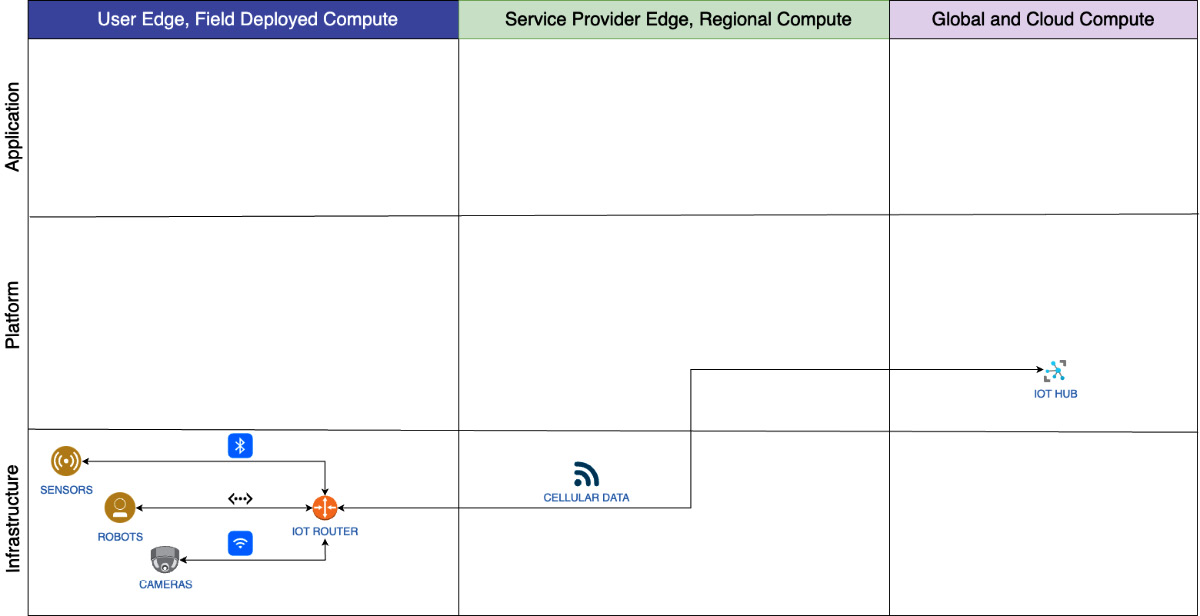 User Edge, Field Deployed Compute
Service Provider Edge, Regional Compute
Global and Cloud Compute
Application
Platform
IOT HUB
Infrastructure
SENSORS
CELLULAR DATA
IOT ROUTER
ROBOTS
CAMERAS